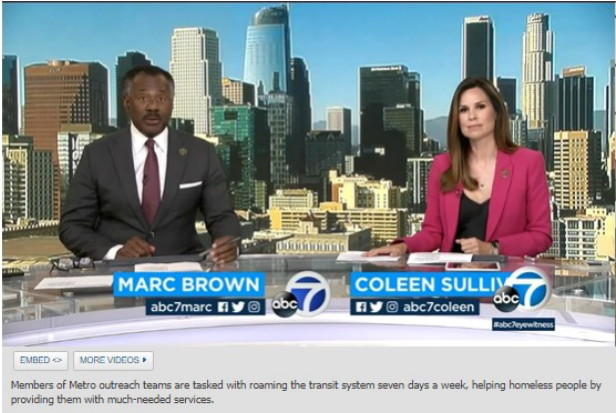 MARC BROWN
abc7marc
abc 7
COLEEN SULLIV
abc7coleen
abc 7
#abc7eyewitness
EMBED <>
MORE VIDEOS
Members of Metro outreach teams are tasked with roaming the transit system seven days a week, helping homeless people by
providing them with much-needed services.